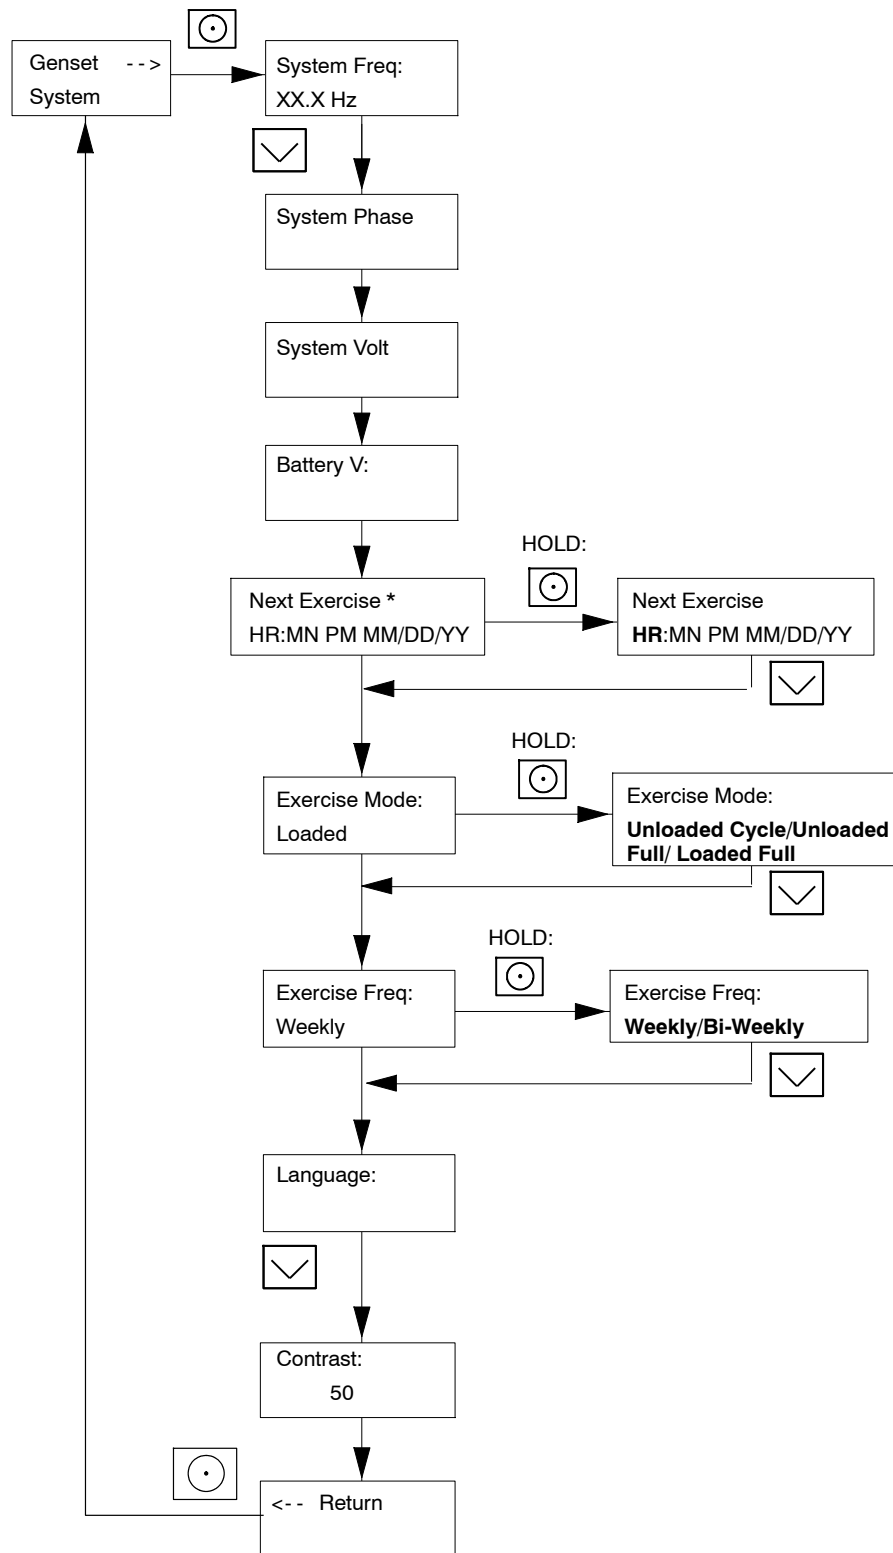 Genset -->
System
System Freq:
XX.X Hz
System Phase
System Volt
Battery V:
HOLD:
Next Exercise *
HR:MN PM MM/DD/YY
Next Exercise
HR:MN PM MM/DD/YY
HOLD:
Exercise Mode:
Loaded
Exercise Mode:
Unloaded Cycle/Unloaded
Full/ Loaded Full
HOLD:
Exercise Freq:
Weekly
Exercise Freq:
Weekly/Bi-Weekly
Language:
Contrast:
50
<-- Return